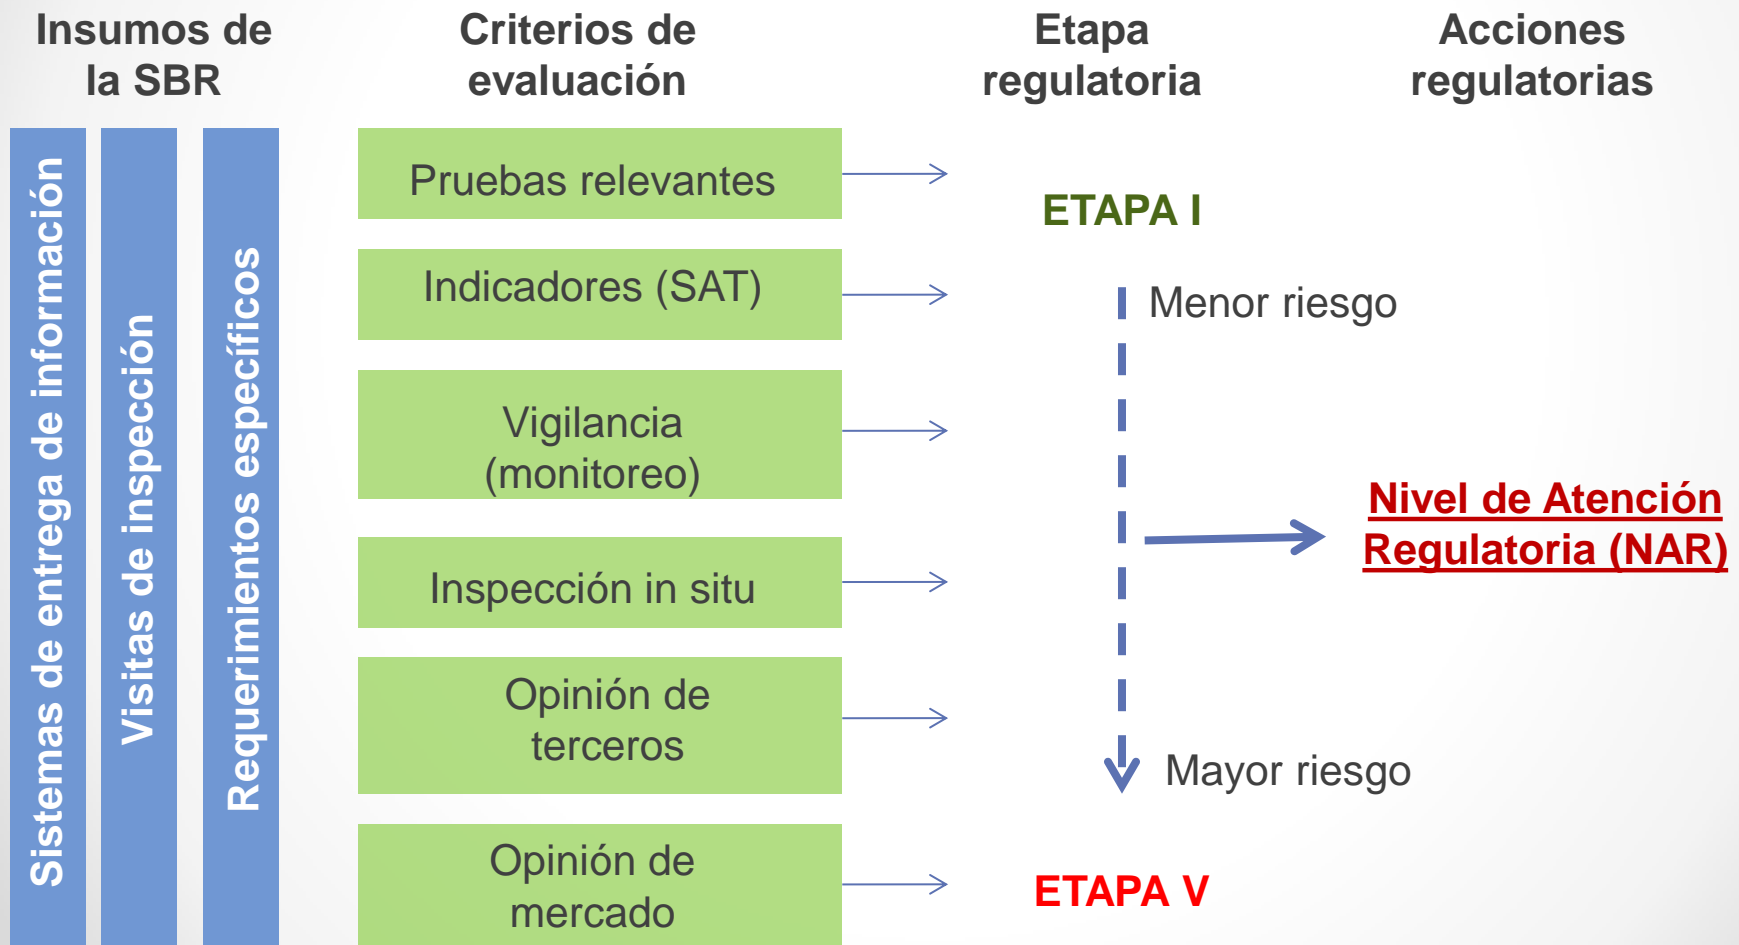 Insumos de
la SBR
Criterios de
evaluación
Etapa
regulatoria
Acciones
regulatorias
Sistemas de entrega de información
Visitas de inspección
Requerimientos específicos
Pruebas relevantes
Indicadores (SAT)
Vigilancia
(monitoreo)
Inspección in situ
Opinión de
terceros
Opinión de
mercado
ETAPA I
Menor riesgo
Mayor riesgo
ETAPA V
Nivel de Atención
Regulatoria (NAR)